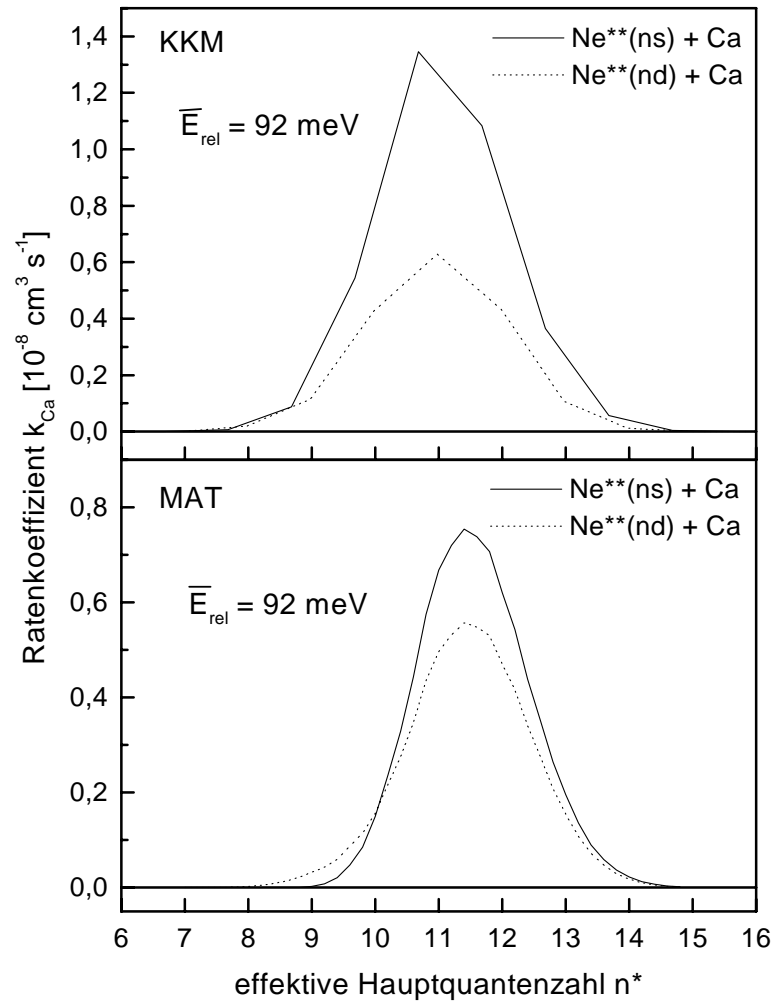 KKM
Ne**(ns) + Ca
Ne**(nd) + Ca
E̅rel = 92 meV
1,4
1,2
1,0
0,8
0,6
0,4
0,2
0,0
Ratenkoeffizient kCa [10⁻⁸ cm³ s⁻¹]
MAT
Ne**(ns) + Ca
Ne**(nd) + Ca
E̅rel = 92 meV
0,8
0,6
0,4
0,2
0,0
6 7 8 9 10 11 12 13 14 15 16
effektive Hauptquantenzahl n*